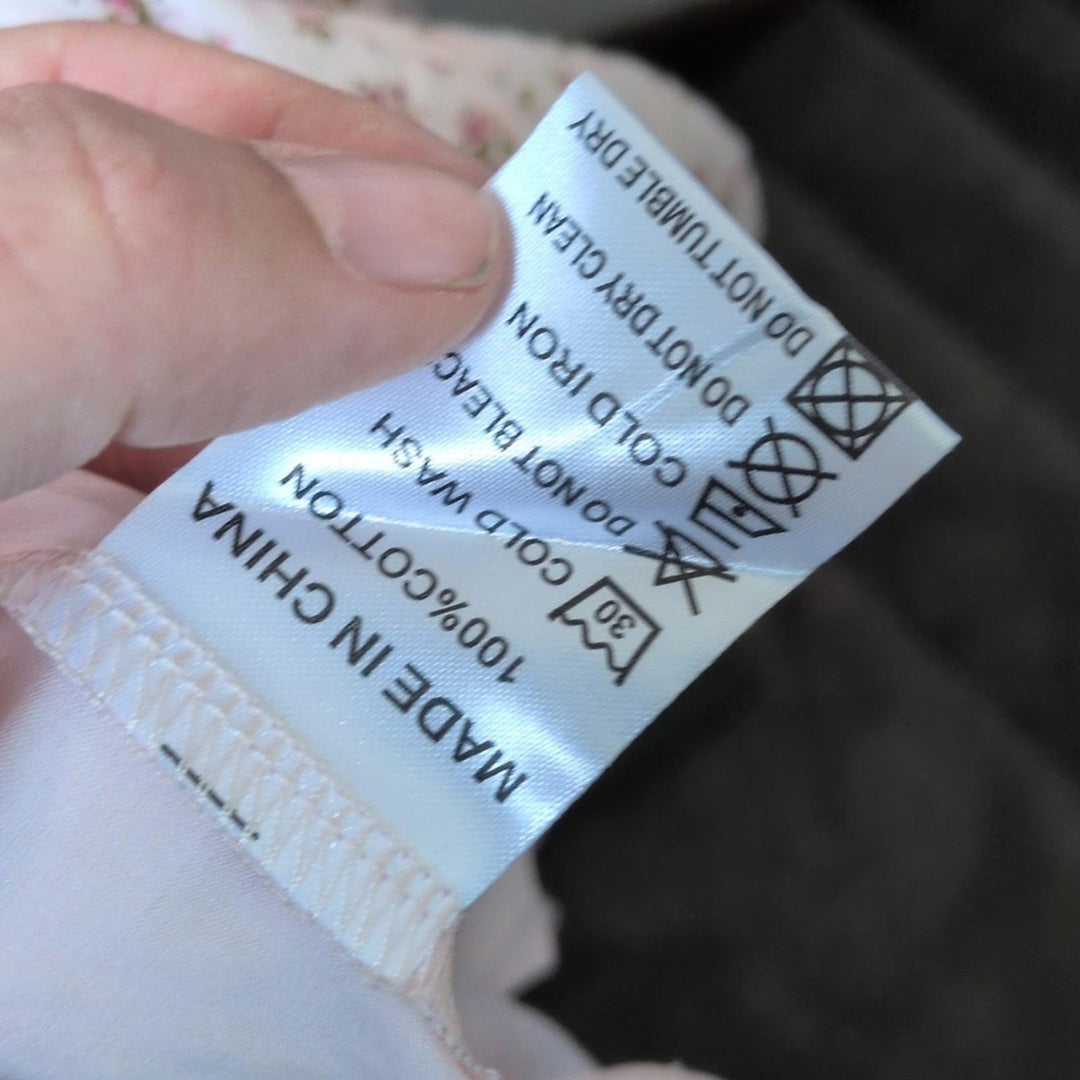 MADE IN CHINA
100%COTTON
30 COLD WASH
DO NOT BLEAC
COLD IRON
DO NOT DRY CLEAN
DO NOT TUMBLE DRY